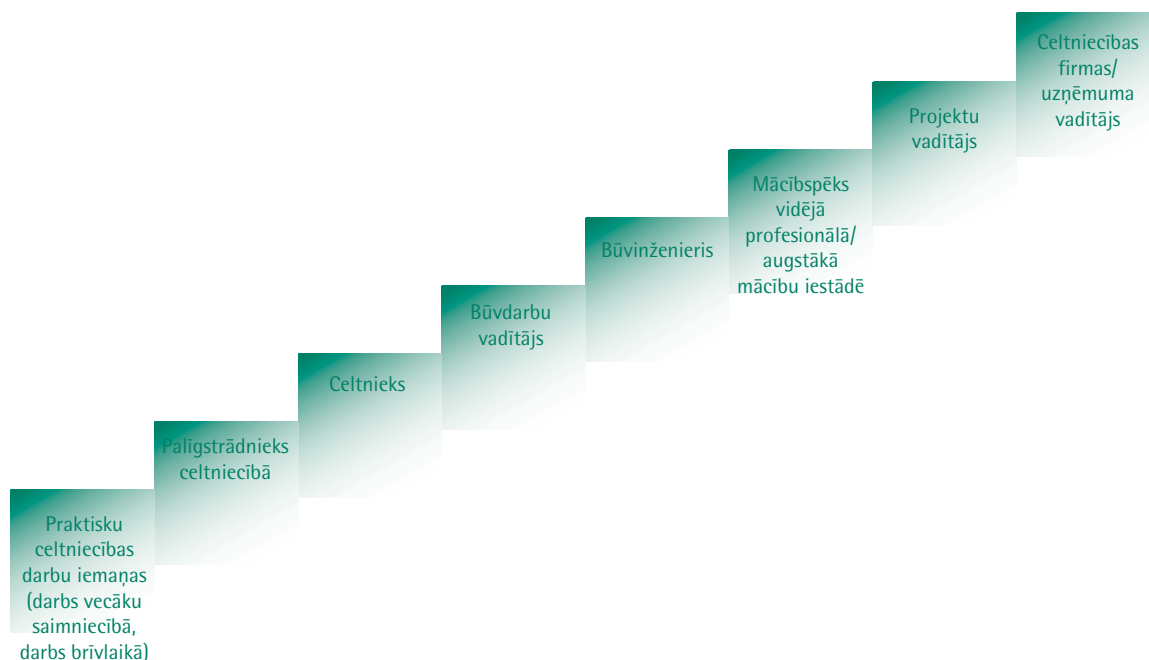 Celtniecības
firmas/
uzņēmuma
vadītājs
Projektu
vadītājs
Mācībspēks
vidējā
profesionālā/
augstākā
mācību iestādē
Būvinženieris
Būvdarbu
vadītājs
Celtnieks
Palīgstrādnieks
celtniecībā
Praktisku
celtniecības
darbu iemaņas
(darbs vecāku
saimniecībā,
darbs brīvlaikā)